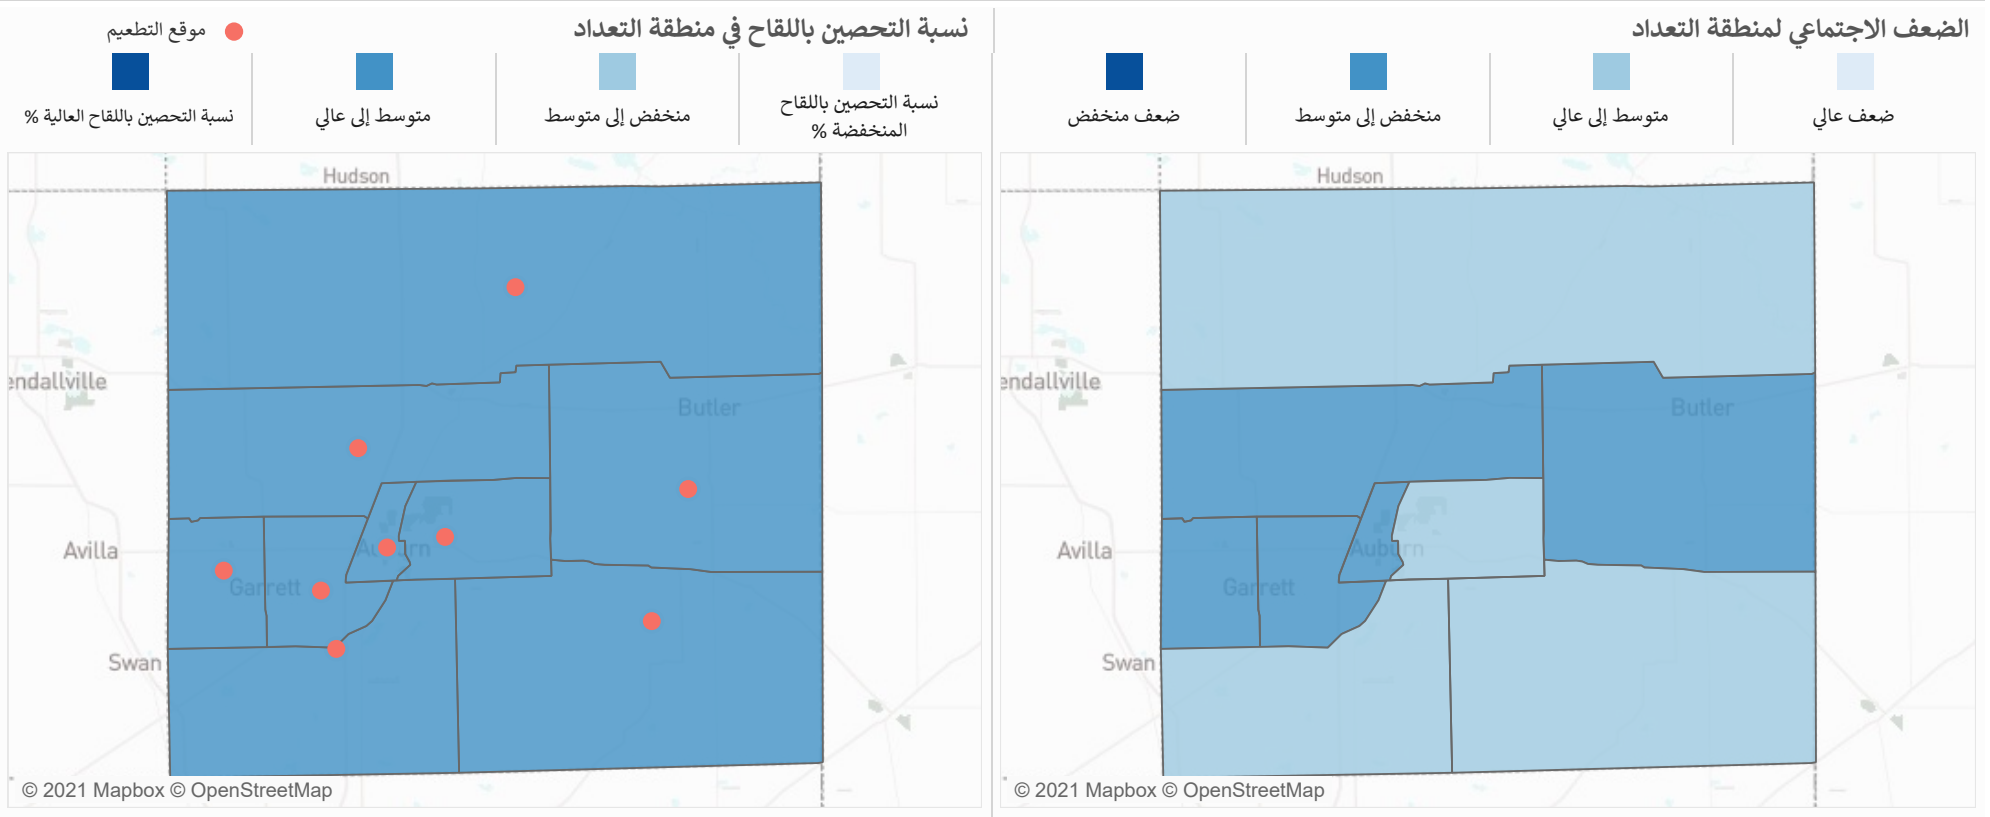 الضعف الاجتماعي لمنطقة التعداد
ضعف عالي
متوسط إلى عالي
منخفض إلى متوسط
ضعف منخفض
Hudson
endallville
Butler
Avilla
Auburn
Garrett
Swan
© 2021 Mapbox © OpenStreetMap
نسبة التحصين باللقاح في منطقة التعداد
موقع التطعيم
نسبة التحصين باللقاح
المنخفضة %
منخفض إلى متوسط
متوسط إلى عالي
نسبة التحصين باللقاح العالية %
Hudson
endallville
Butler
Avilla
Auburn
Garrett
Swan
© 2021 Mapbox © OpenStreetMap